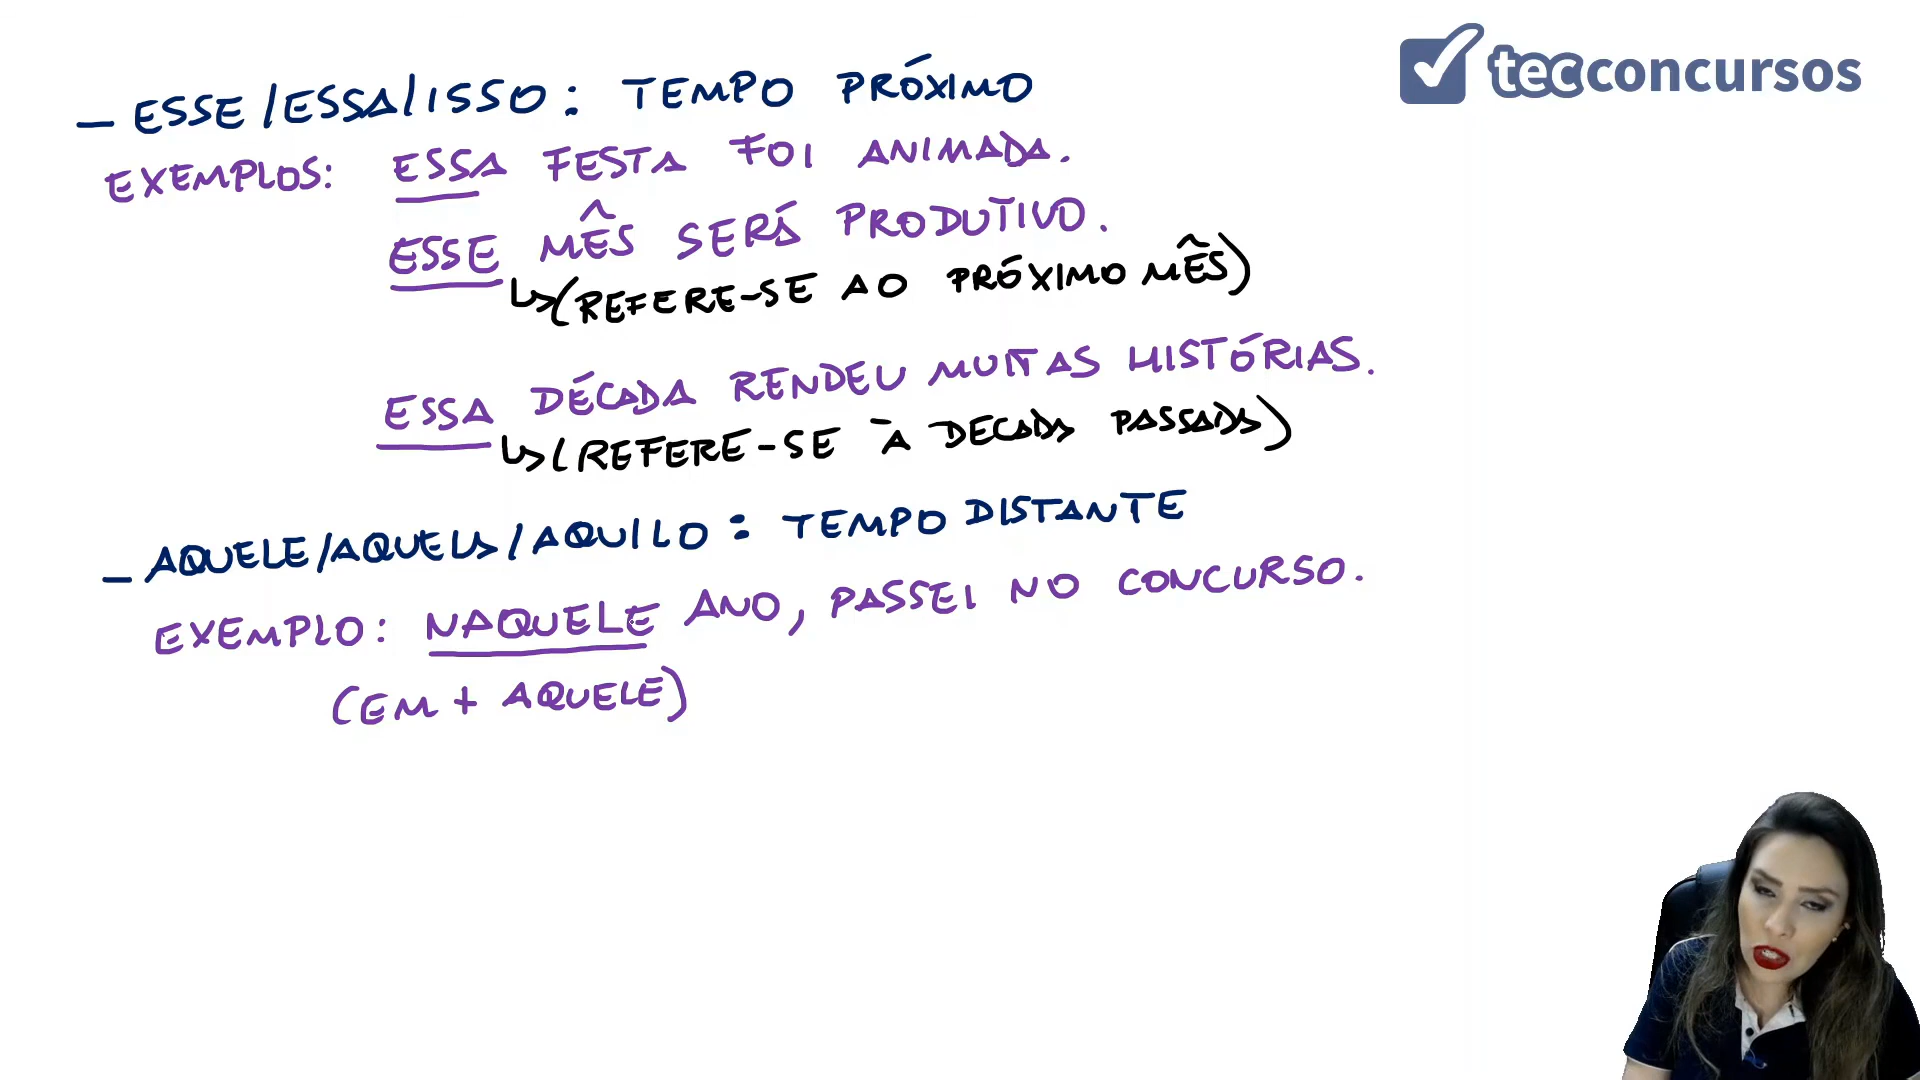 tecconcursos
- ESSE/ESSA/ISSO: TEMPO PRÓXIMO
EXEMPLOS: ESSA FESTA FOI ANIMADA.
ESSE MÊS SERÁ PRODUTIVO.
↳(REFERE-SE AO PRÓXIMO MÊS)
ESSA DÉCADA RENDEU MUITAS HISTÓRIAS.
↳(REFERE-SE À DECADA PASSADA)
- AQUELE/AQUELA/AQUILO: TEMPO DISTANTE
EXEMPLO: NAQUELE ANO, PASSEI NO CONCURSO.
(EM + AQUELE)